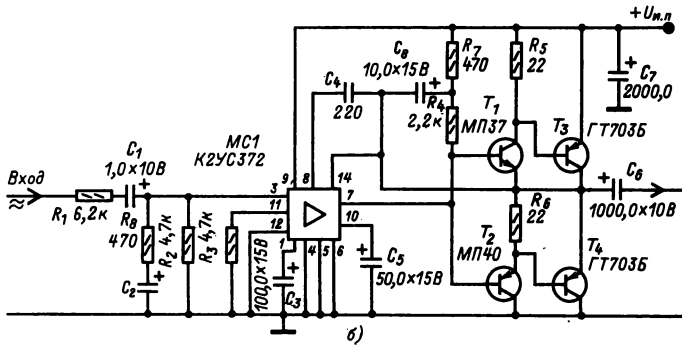 + Uи.п
R7
470
R5
22
C8
10,0×15В
+
C4
220
R4
2,2к
T1
МП37
T3
ГТ703Б
+
C7
2000,0
МС1
К2УС372
C1
1,0×10В
+
Вход
≈
R1 6,2к
R8
470
R2 4,7к
R3 4,7к
+
C2
9
8
14
3
11
12
1
4
5
6
7
10
100,0×15В
+
C3
+
C5
50,0×15В
R6
22
T2
МП40
T4
ГТ703Б
C6
+
1000,0×10В
б)